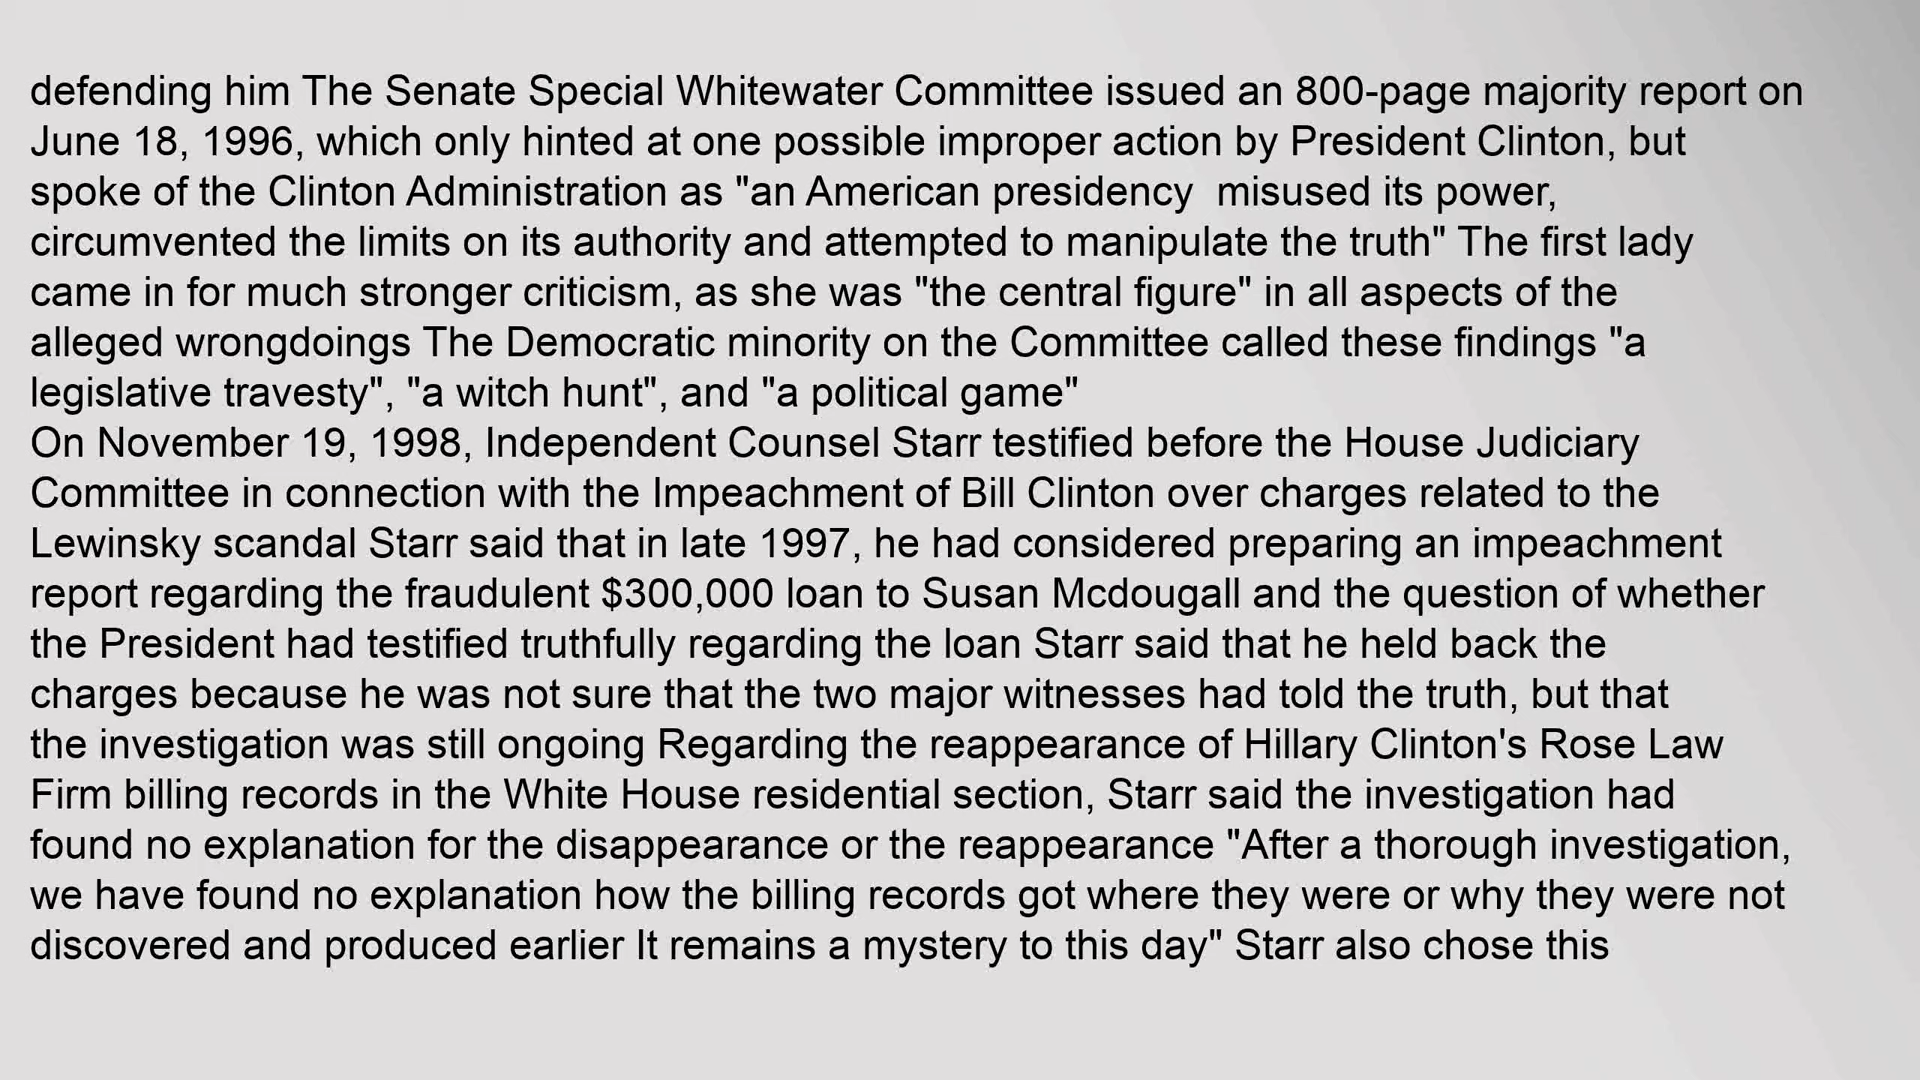 defending him The Senate Special Whitewater Committee issued an 800-page majority report on
June 18, 1996, which only hinted at one possible improper action by President Clinton, but
spoke of the Clinton Administration as "an American presidency  misused its power,
circumvented the limits on its authority and attempted to manipulate the truth" The first lady
came in for much stronger criticism, as she was "the central figure" in all aspects of the
alleged wrongdoings The Democratic minority on the Committee called these findings "a
legislative travesty", "a witch hunt", and "a political game"
On November 19, 1998, Independent Counsel Starr testified before the House Judiciary
Committee in connection with the Impeachment of Bill Clinton over charges related to the
Lewinsky scandal Starr said that in late 1997, he had considered preparing an impeachment
report regarding the fraudulent $300,000 loan to Susan Mcdougall and the question of whether
the President had testified truthfully regarding the loan Starr said that he held back the
charges because he was not sure that the two major witnesses had told the truth, but that
the investigation was still ongoing Regarding the reappearance of Hillary Clinton's Rose Law
Firm billing records in the White House residential section, Starr said the investigation had
found no explanation for the disappearance or the reappearance "After a thorough investigation,
we have found no explanation how the billing records got where they were or why they were not
discovered and produced earlier It remains a mystery to this day" Starr also chose this